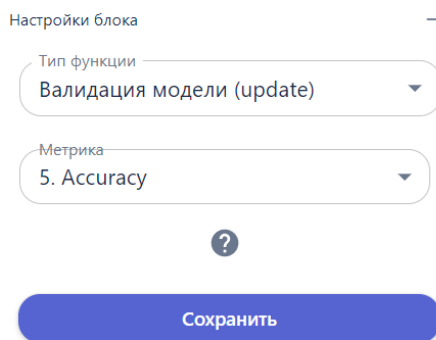 Настройки блока
Тип функции
Валидация модели (update)
Метрика
5. Accuracy
?
Сохранить